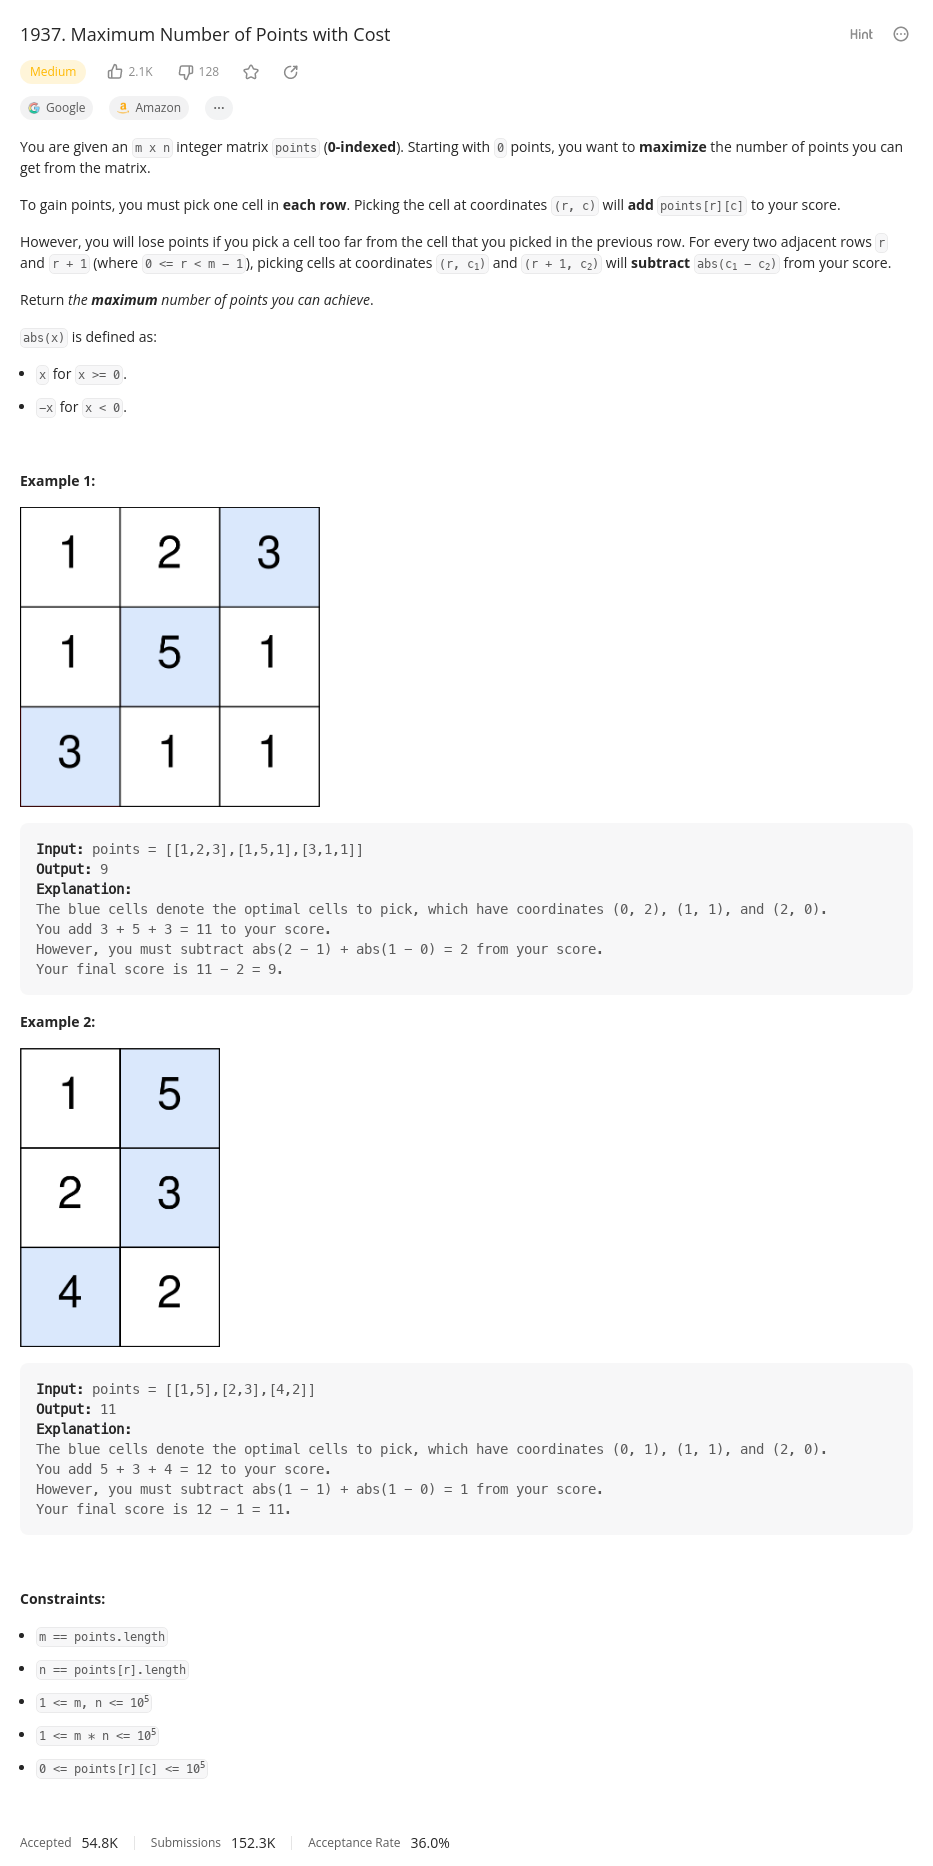 1937. Maximum Number of Points with Cost
Hint
Medium
2.1K
128
Google
Amazon
You are given an m x n integer matrix points (0-indexed). Starting with 0 points, you want to maximize the number of points you can
get from the matrix.
To gain points, you must pick one cell in each row. Picking the cell at coordinates (r, c) will add points[r][c] to your score.
However, you will lose points if you pick a cell too far from the cell that you picked in the previous row. For every two adjacent rows r
and r + 1 (where 0 <= r < m − 1), picking cells at coordinates (r, c₁) and (r + 1, c₂) will subtract abs(c₁ − c₂) from your score.
Return the maximum number of points you can achieve.
abs(x) is defined as:
x for x >= 0.
−x for x < 0.
Example 1:
1 2 3
1 5 1
3 1 1
Input: points = [[1,2,3],[1,5,1],[3,1,1]]
Output: 9
Explanation:
The blue cells denote the optimal cells to pick, which have coordinates (0, 2), (1, 1), and (2, 0).
You add 3 + 5 + 3 = 11 to your score.
However, you must subtract abs(2 − 1) + abs(1 − 0) = 2 from your score.
Your final score is 11 − 2 = 9.
Example 2:
1 5
2 3
4 2
Input: points = [[1,5],[2,3],[4,2]]
Output: 11
Explanation:
The blue cells denote the optimal cells to pick, which have coordinates (0, 1), (1, 1), and (2, 0).
You add 5 + 3 + 4 = 12 to your score.
However, you must subtract abs(1 − 1) + abs(1 − 0) = 1 from your score.
Your final score is 12 − 1 = 11.
Constraints:
m == points.length
n == points[r].length
1 <= m, n <= 10⁵
1 <= m * n <= 10⁵
0 <= points[r][c] <= 10⁵
Accepted 54.8K Submissions 152.3K Acceptance Rate 36.0%